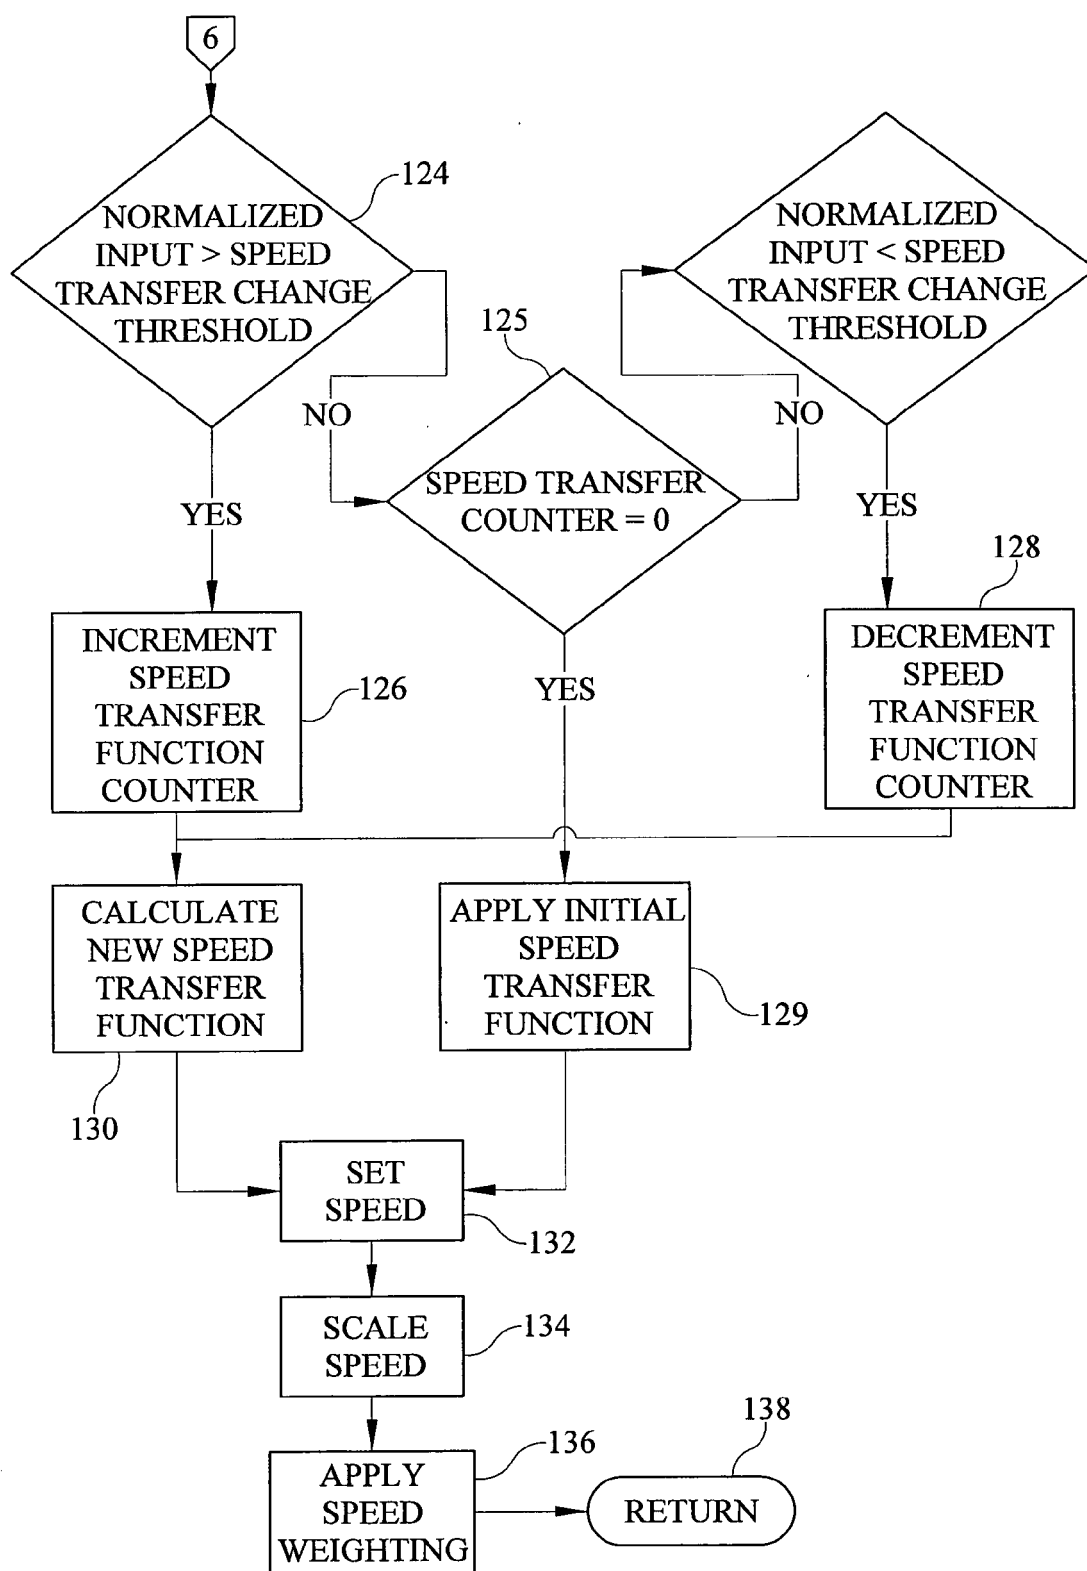 6
124
NORMALIZED
INPUT > SPEED
TRANSFER CHANGE
THRESHOLD
NORMALIZED
INPUT < SPEED
TRANSFER CHANGE
THRESHOLD
125
NO
NO
SPEED TRANSFER
COUNTER = 0
YES
YES
128
INCREMENT
SPEED
TRANSFER
FUNCTION
COUNTER
126
YES
DECREMENT
SPEED
TRANSFER
FUNCTION
COUNTER
CALCULATE
NEW SPEED
TRANSFER
FUNCTION
130
APPLY INITIAL
SPEED
TRANSFER
FUNCTION
129
SET
SPEED
132
SCALE
SPEED
134
APPLY
SPEED
WEIGHTING
136
138
RETURN